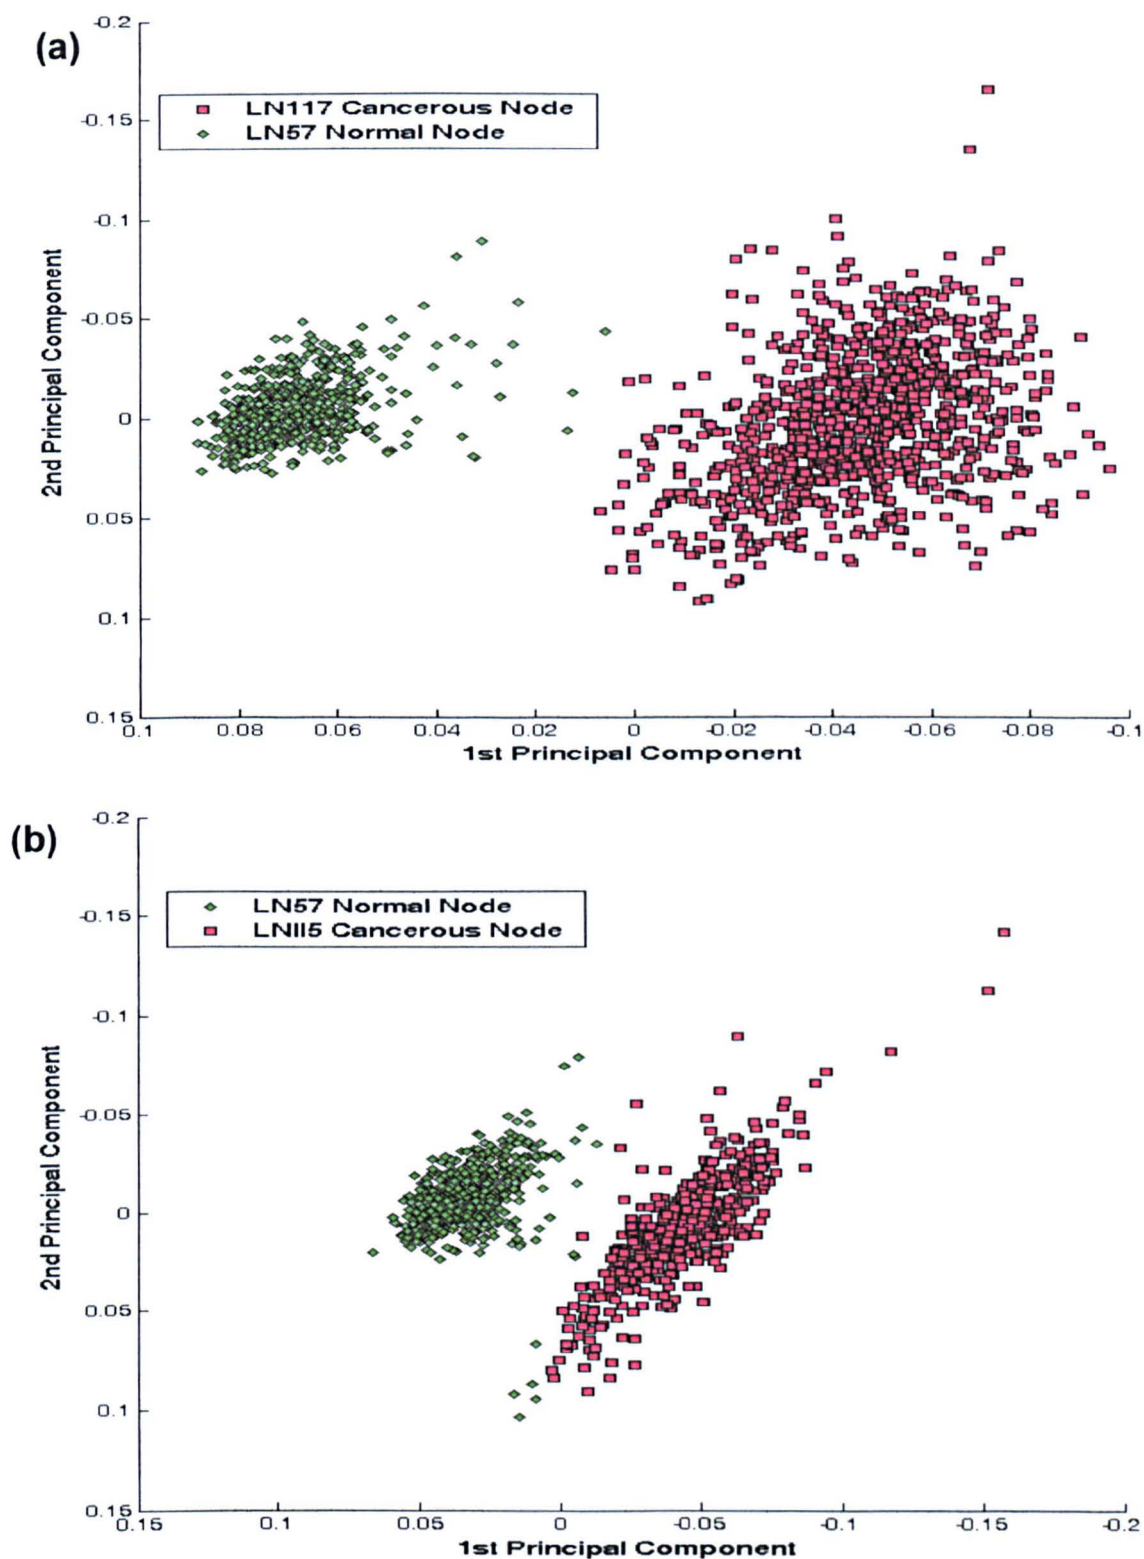 (a)
-0.2
-0.15
-0.1
-0.05
0
0.05
0.1
0.15
2nd Principal Component
LN117 Cancerous Node
LN57 Normal Node
0.1 0.08 0.06 0.04 0.02 0 -0.02 -0.04 -0.06 -0.08 -0.1
1st Principal Component
(b)
-0.2
-0.15
-0.1
-0.05
0
0.05
0.1
0.15
2nd Principal Component
LN57 Normal Node
LNII5 Cancerous Node
0.15 0.1 0.05 0 -0.05 -0.1 -0.15 -0.2
1st Principal Component